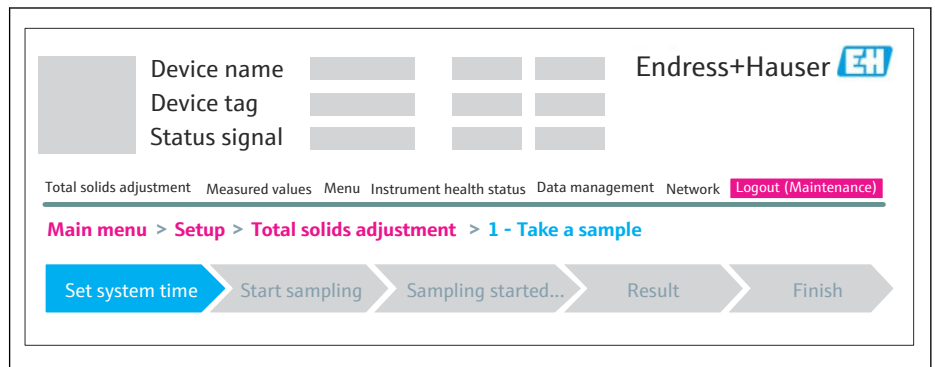 Device name
Endress+Hauser EH
Device tag
Status signal
Total solids adjustment Measured values Menu Instrument health status Data management Network Logout (Maintenance)
Main menu > Setup > Total solids adjustment > 1 - Take a sample
Set system time Start sampling Sampling started... Result Finish